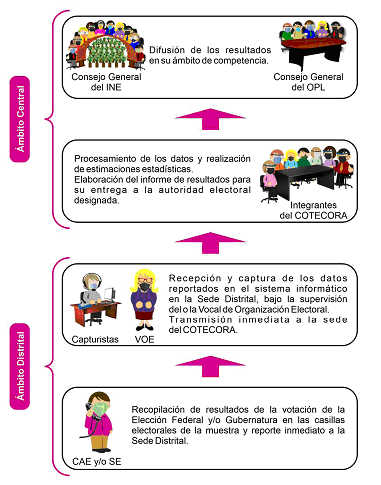 Ámbito Central
Difusión de los resultados
en su ámbito de competencia.
Consejo General
del INE
Consejo General
del OPL
Procesamiento de los datos y realización
de estimaciones estadísticas.
Elaboración del informe de resultados para
su entrega a la autoridad electoral
designada.
Integrantes
del COTECORA
Ámbito Distrital
Recepción y captura de los datos
reportados en el sistema informático
en la Sede Distrital, bajo la supervisión
del o la Vocal de Organización Electoral.
Transmisión inmediata a la sede
del COTECORA.
Capturistas
VOE
Recopilación de resultados de la votación de la
Elección Federal y/o Gubernatura en las casillas
electorales de la muestra y reporte inmediato a la
Sede Distrital.
CAE y/o SE